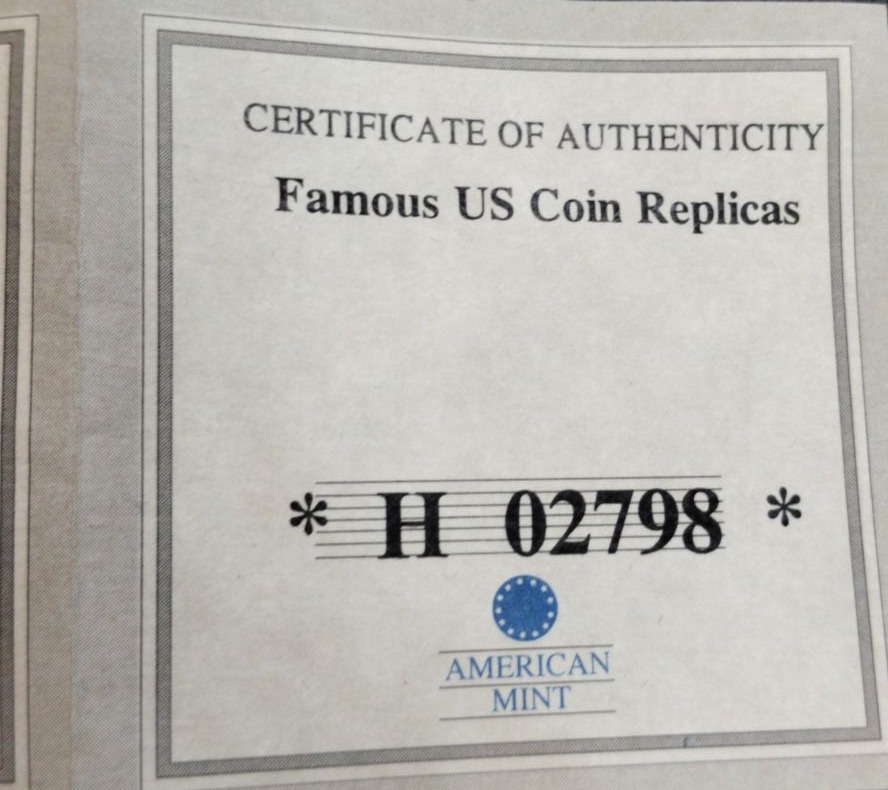 CERTIFICATE OF AUTHENTICITY
Famous US Coin Replicas
* H 02798 *
AMERICAN
MINT